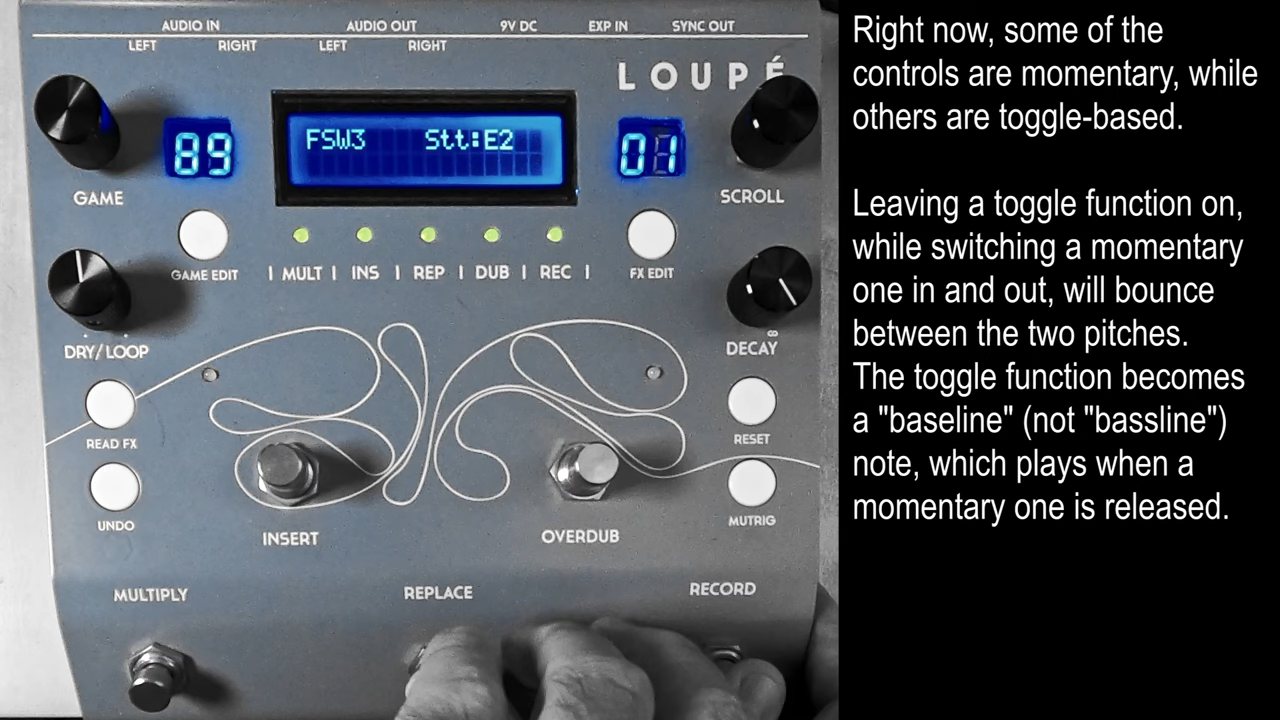 AUDIO IN AUDIO OUT 9V DC EXP IN SYNC OUT
LEFT RIGHT LEFT RIGHT
LOUPÉ
89
FSW3 Stt:E2
01
GAME
SCROLL
GAME EDIT
| MULT | INS | REP | DUB | REC |
FX EDIT
DRY/LOOP
∞
DECAY
READ FX
RESET
UNDO
MUTRIG
INSERT
OVERDUB
MULTIPLY
REPLACE
RECORD
Right now, some of the
controls are momentary, while
others are toggle-based.
Leaving a toggle function on,
while switching a momentary
one in and out, will bounce
between the two pitches.
The toggle function becomes
a "baseline" (not "bassline")
note, which plays when a
momentary one is released.